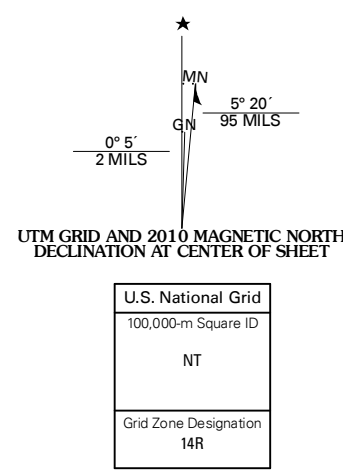 MN
5° 20´
95 MILS
GN
0° 5´
2 MILS
UTM GRID AND 2010 MAGNETIC NORTH
DECLINATION AT CENTER OF SHEET
U.S. National Grid
100,000-m Square ID
NT
Grid Zone Designation
14R